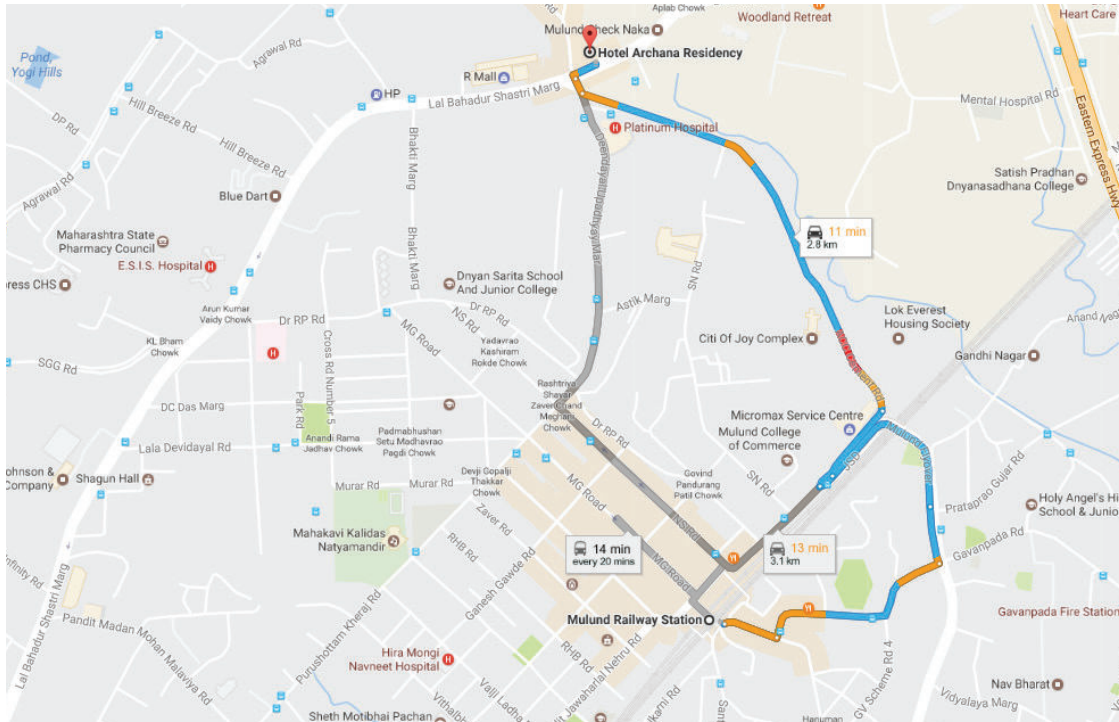 Aplab Chowk
Woodland Retreat
Heart Care
Mulund Check Naka
Hotel Archana Residency
Agrawal Rd
Pond
Yogi Hills
R Mall
HP
Lal Bahadur Shastri Marg
Hill Breeze Rd
DP Rd
Mental Hospital Rd
Eastern Express Hwy
Platinum Hospital
Bhakti Marg
Hill Breeze Rd
Agrawal Rd
Satish Pradhan
Dnyanasadhana College
Blue Dart
Maharashtra State
Pharmacy Council
11 min
2.8 km
E.S.I.S. Hospital
Bhakti Marg
SN Rd
press CHS
Dnyan Sarita School
And Junior College
Astik Marg
Arun Kumar
Vaidy Chowk
Dr RP Rd
Dr RP Rd
NS Rd
MG Road
Lok Everest
Housing Society
Anand Nag
Citi Of Joy Complex
KL Bham
Chowk
Yadavrao
Kashiram
Rokde Chowk
Gandhi Nagar
SGG Rd
Cross Rd Number 5
Park Rd
Rashtriya
Shayar
Zaverchand
Meghani
Chowk
DC Das Marg
Micromax Service Centre
Mulund College
of Commerce
Lala Devidayal Rd
Anandi Rama
Jadhav Chowk
Padmabhushan
Setu Madhavrao
Pagdi Chowk
Dr RP Rd
Johnson &
Company
Shagun Hall
Devji Gopalji
Thakkar
Chowk
Govind
Pandurang
Patil Chowk
SN Rd
Prataprao Gujar Rd
Murar Rd
Murar Rd
MG Road
Holy Angel's Hi
School & Junio
Mahakavi Kalidas
Natyamandir
Zaver Rd
RHB Rd
NS Rd
14 min
every 20 mins
13 min
3.1 km
Gavanpada Rd
Infinity Rd
Ganesh Gawde Rd
MG Road
Mulund Railway Station
Gavanpada Fire Station
Lal Bahadur Shastri Marg
Pandit Madan Mohan Malaviya Rd
Purushottam Kheraj Rd
Hira Mongi
Navneet Hospital
RHB Rd
dit Jawaharlal Nehru Rd
GV Scheme Rd 4
Nav Bharat
Sheth Motibhai Pachan
Hanuman
Vidyalaya Marg